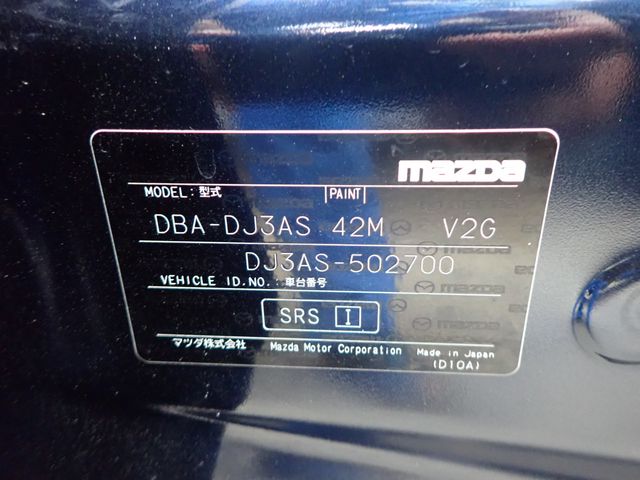 mazda
MODEL:型式 PAINT
DBA-DJ3AS 42M V2G
DJ3AS-502700
VEHICLE ID.NO.:車台番号
SRS I
マツダ株式会社 Mazda Motor Corporation Made in Japan
(D10A)